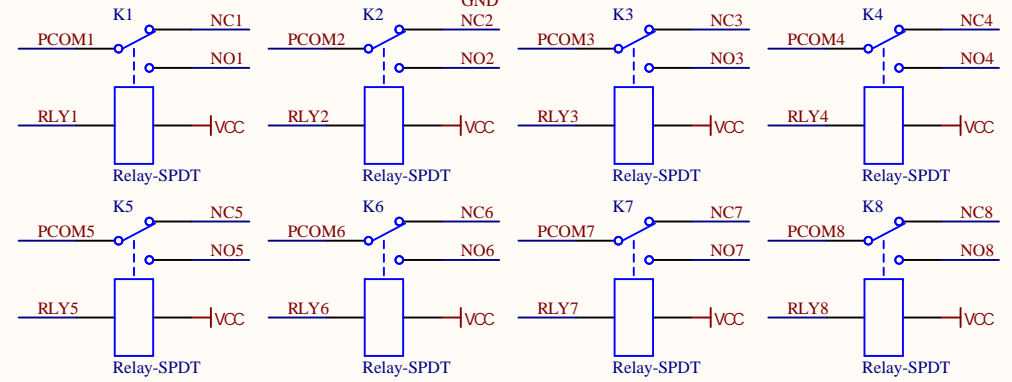 GND
K1 NC1 K2 NC2 K3 NC3 K4 NC4
PCOM1 PCOM2 PCOM3 PCOM4
NO1 NO2 NO3 NO4
RLY1 VCC RLY2 VCC RLY3 VCC RLY4 VCC
Relay-SPDT Relay-SPDT Relay-SPDT Relay-SPDT
K5 NC5 K6 NC6 K7 NC7 K8 NC8
PCOM5 PCOM6 PCOM7 PCOM8
NO5 NO6 NO7 NO8
RLY5 VCC RLY6 VCC RLY7 VCC RLY8 VCC
Relay-SPDT Relay-SPDT Relay-SPDT Relay-SPDT